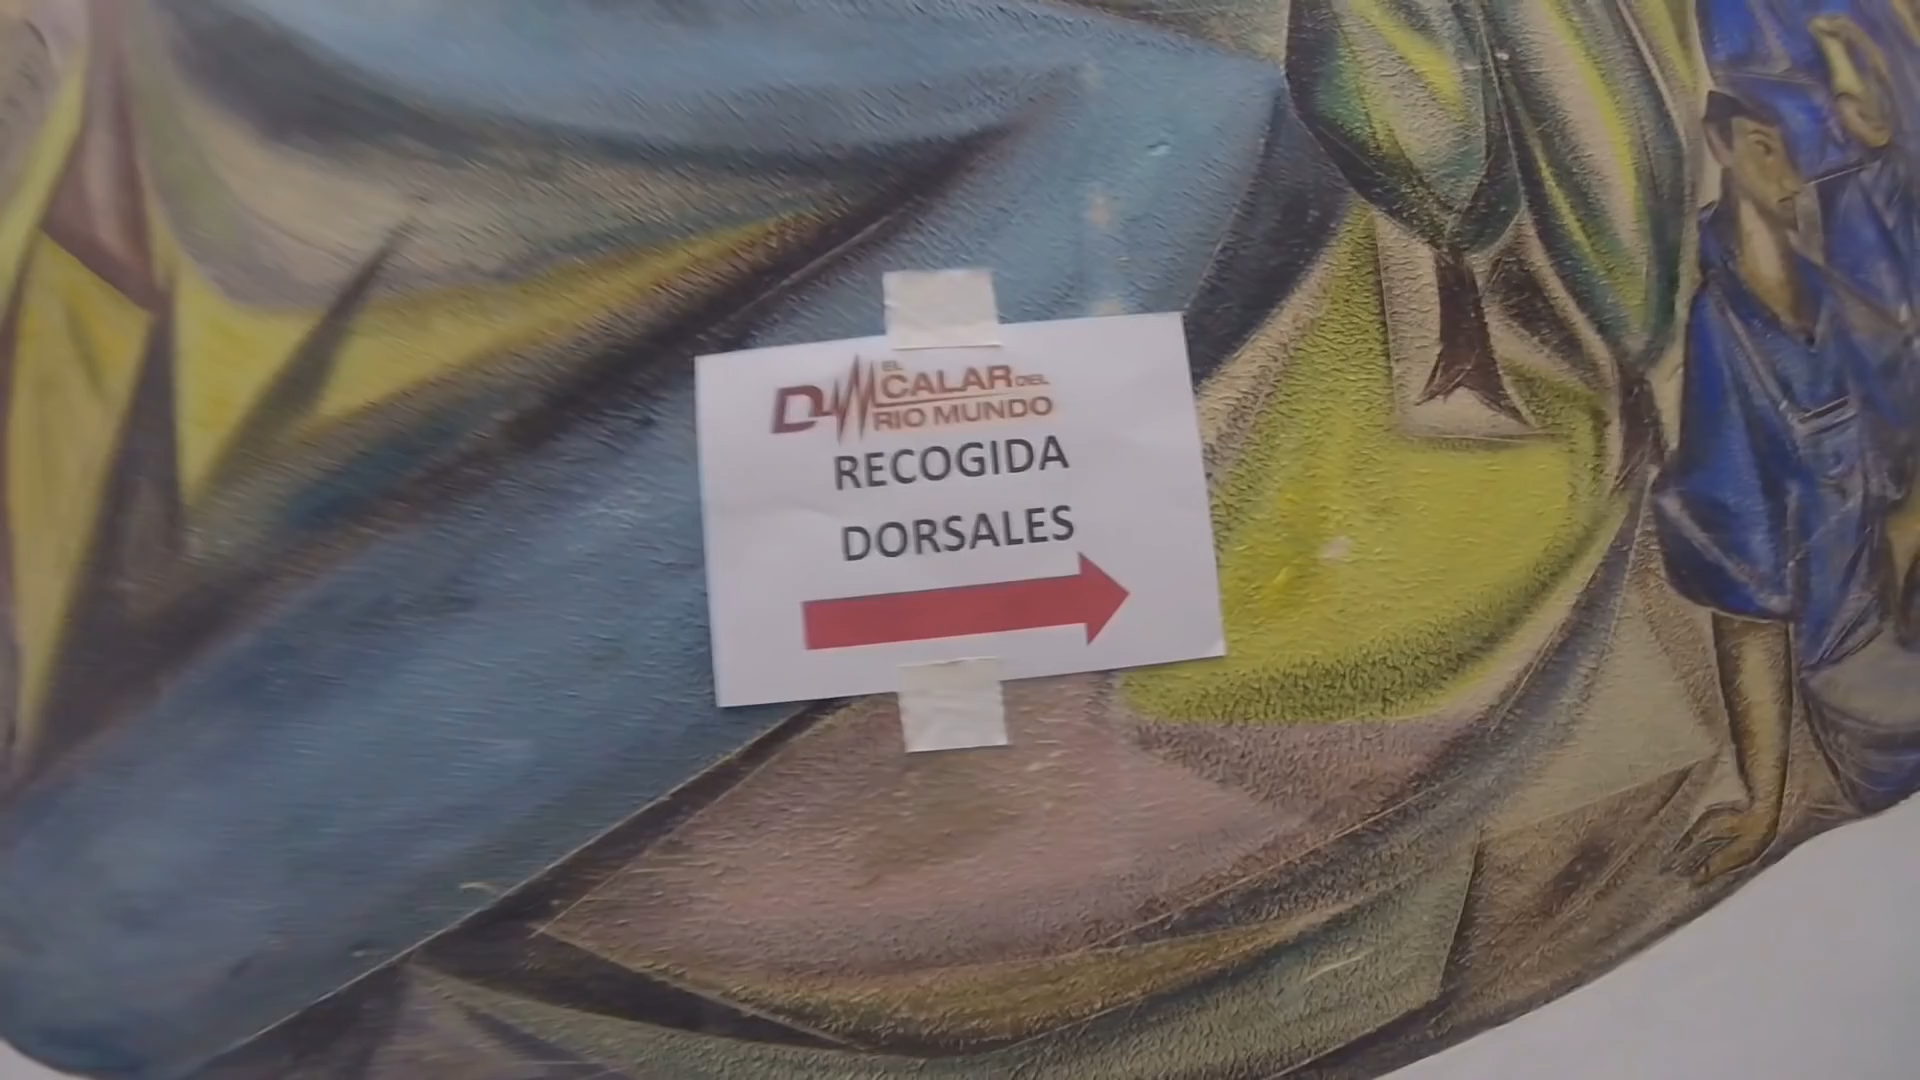 EL
CALAR DEL
RIO MUNDO
RECOGIDA
DORSALES